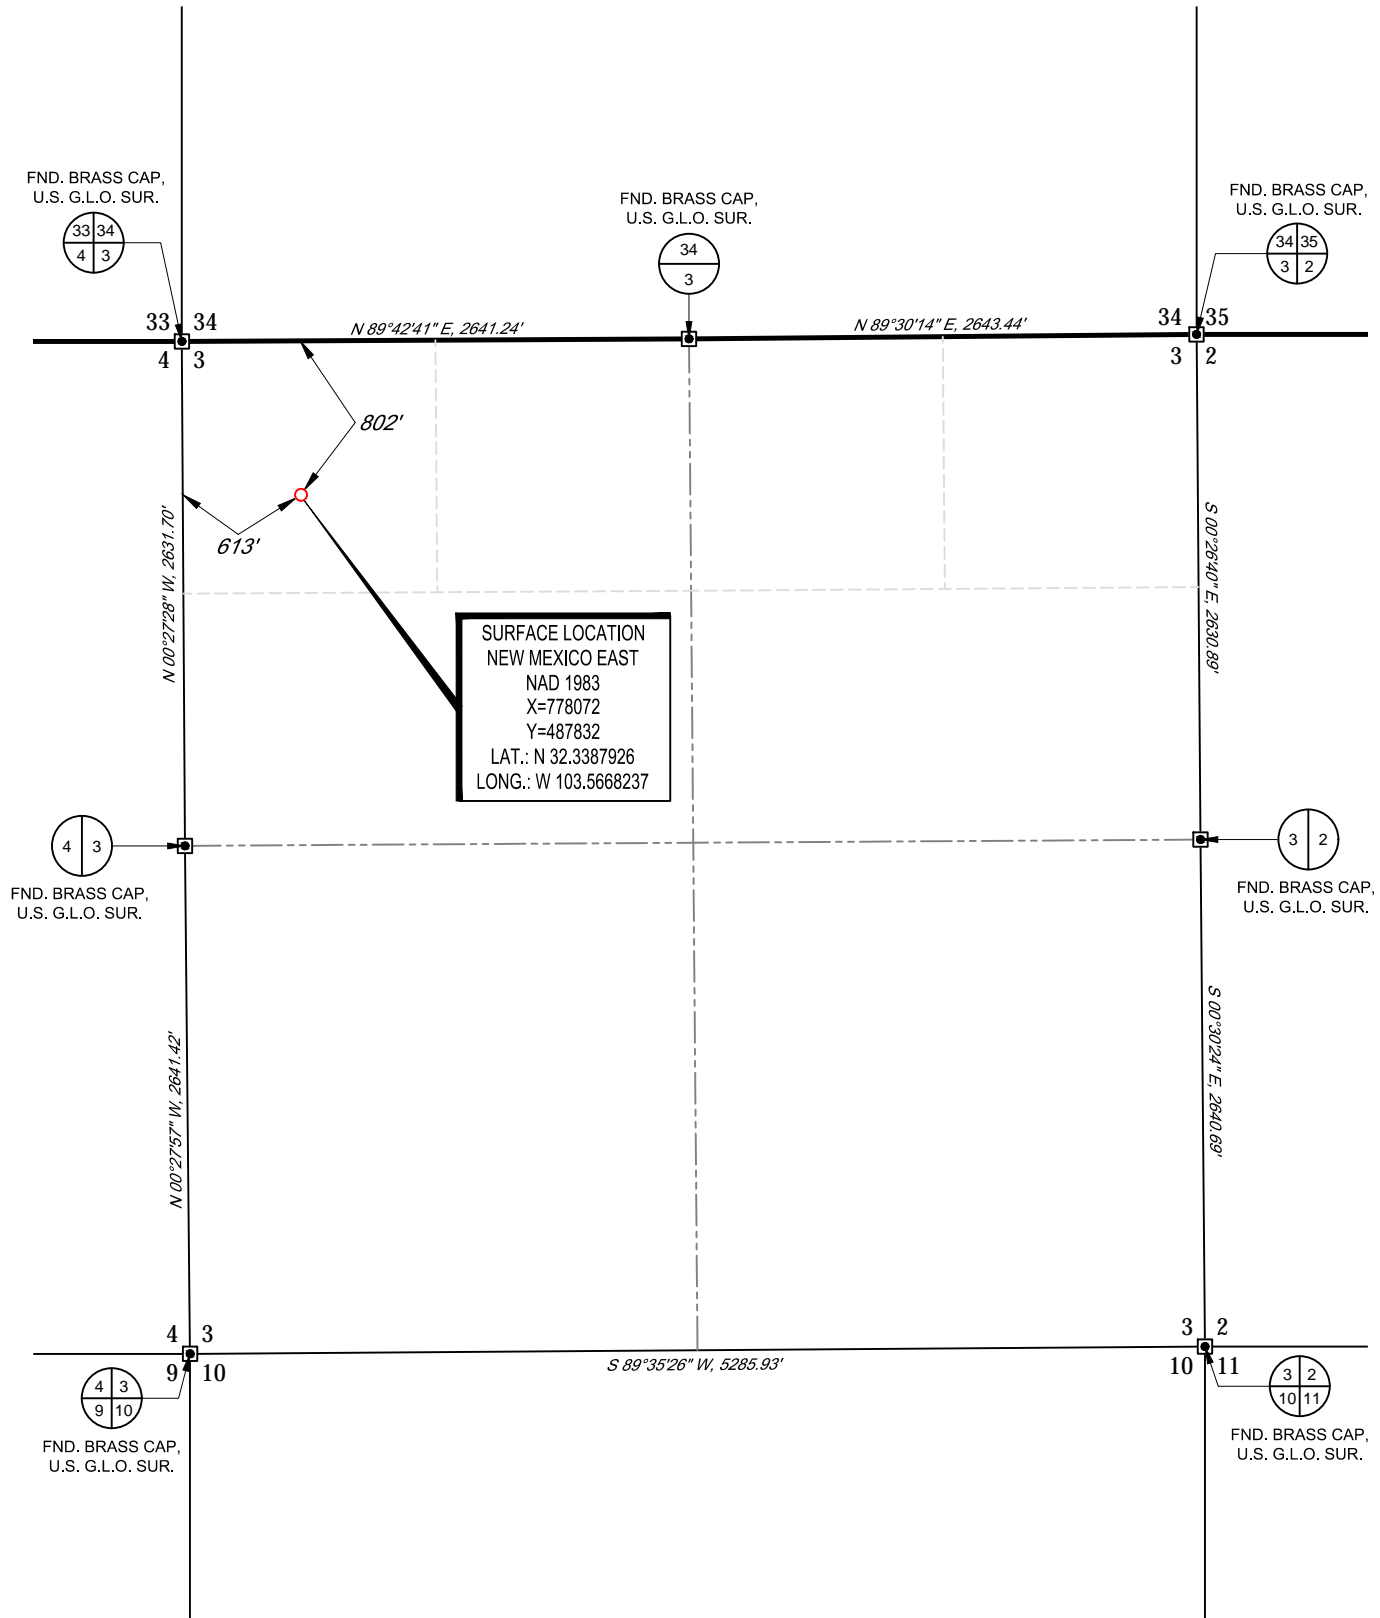 FND. BRASS CAP,
U.S. G.L.O. SUR.
33 34
4 3
FND. BRASS CAP,
U.S. G.L.O. SUR.
34
3
FND. BRASS CAP,
U.S. G.L.O. SUR.
34 35
3 2
33 34
4 3
N 89°42'41" E, 2641.24'
N 89°30'14" E, 2643.44'
34 35
3 2
802'
613'
N 00°27'28" W, 2631.70'
S 00°26'40" E, 2630.89'
SURFACE LOCATION
NEW MEXICO EAST
NAD 1983
X=778072
Y=487832
LAT.: N 32.3387926
LONG.: W 103.5668237
4 3
FND. BRASS CAP,
U.S. G.L.O. SUR.
3 2
FND. BRASS CAP,
U.S. G.L.O. SUR.
N 00°27'57" W, 2641.42'
S 00°30'24" E, 2640.69'
4 3
9 10
S 89°35'26" W, 5285.93'
3 2
10 11
4 3
9 10
FND. BRASS CAP,
U.S. G.L.O. SUR.
3 2
10 11
FND. BRASS CAP,
U.S. G.L.O. SUR.